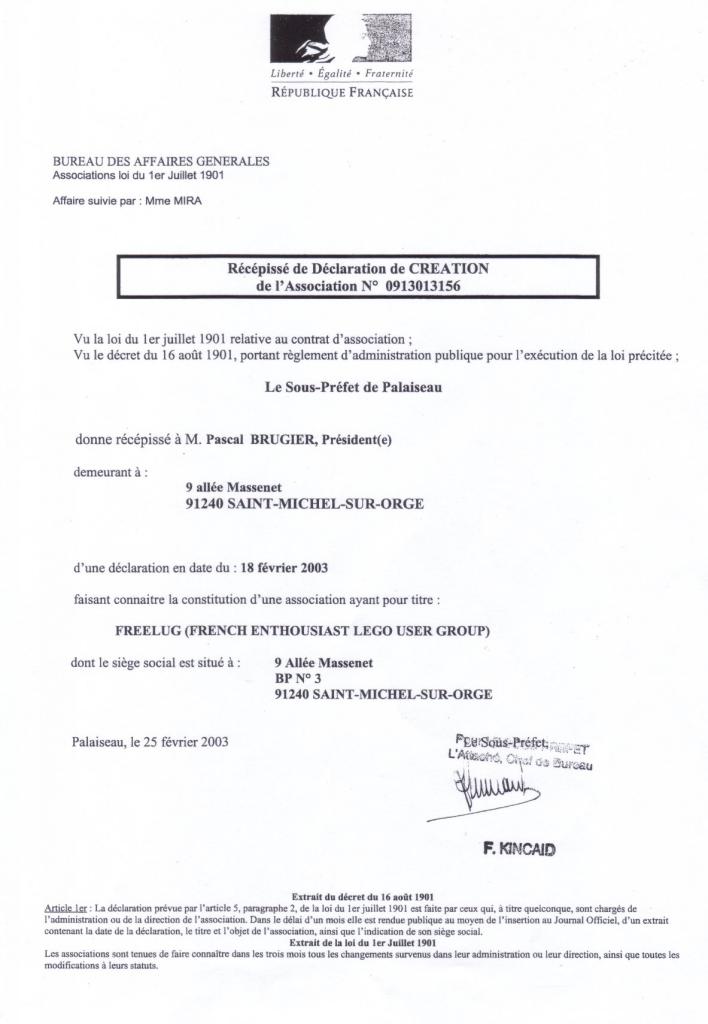 Liberté • Égalité • Fraternité
RÉPUBLIQUE FRANÇAISE
BUREAU DES AFFAIRES GENERALES
Associations loi du 1er Juillet 1901
Affaire suivie par : Mme MIRA
Récépissé de Déclaration de CREATION
de l'Association N° 0913013156
Vu la loi du 1er juillet 1901 relative au contrat d'association ;
Vu le décret du 16 août 1901, portant règlement d'administration publique pour l'exécution de la loi précitée ;
Le Sous-Préfet de Palaiseau
donne récépissé à M. Pascal BRUGIER, Président(e)
demeurant à :
9 allée Massenet
91240 SAINT-MICHEL-SUR-ORGE
d'une déclaration en date du : 18 février 2003
faisant connaitre la constitution d'une association ayant pour titre :
FREELUG (FRENCH ENTHOUSIAST LEGO USER GROUP)
dont le siège social est situé à : 9 Allée Massenet
BP N° 3
91240 SAINT-MICHEL-SUR-ORGE
Palaiseau, le 25 février 2003
Sous-Préfet
L'Attaché, Chef de Bureau
F. KINCAID
Extrait du décret du 16 août 1901
Article 1er : La déclaration prévue par l'article 5, paragraphe 2, de la loi du 1er juillet 1901 est faite par ceux qui, à titre quelconque, sont chargés de
l'administration ou de la direction de l'association. Dans le délai d'un mois elle est rendue publique au moyen de l'insertion au Journal Officiel, d'un extrait
contenant la date de la déclaration, le titre et l'objet de l'association, ainsi que l'indication de son siège social.
Extrait de la loi du 1er Juillet 1901
Les associations sont tenues de faire connaître dans les trois mois tous les changements survenus dans leur administration ou leur direction, ainsi que toutes les
modifications à leurs statuts.